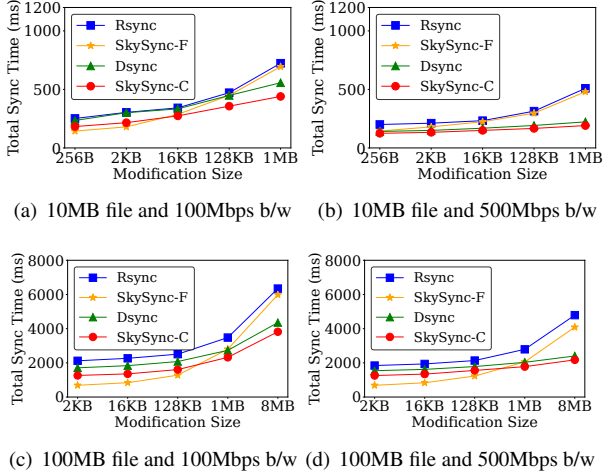 Total Sync Time (ms)
1200
1000
500
0
Rsync
SkySync-F
Dsync
SkySync-C
256B 2KB 16KB 128KB 1MB
Modification Size
(a) 10MB file and 100Mbps b/w
Total Sync Time (ms)
1200
1000
500
0
Rsync
SkySync-F
Dsync
SkySync-C
256B 2KB 16KB 128KB 1MB
Modification Size
(b) 10MB file and 500Mbps b/w
Total Sync Time (ms)
8000
6000
4000
2000
0
Rsync
SkySync-F
Dsync
SkySync-C
2KB 16KB 128KB 1MB 8MB
Modification Size
(c) 100MB file and 100Mbps b/w
Total Sync Time (ms)
8000
6000
4000
2000
0
Rsync
SkySync-F
Dsync
SkySync-C
2KB 16KB 128KB 1MB 8MB
Modification Size
(d) 100MB file and 500Mbps b/w